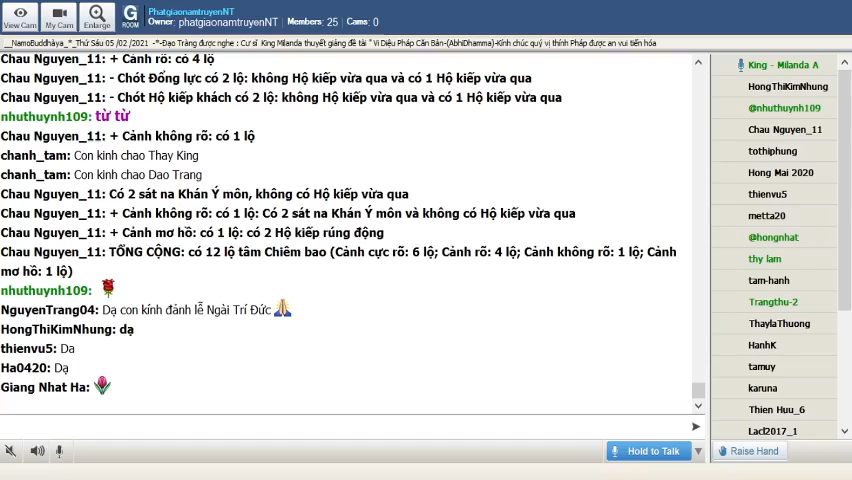 View Cam
My Cam
Enlarge
G
ROOM
PhatgiaonamtruyenNT
Owner: phatgiaonamtruyenNT Members: 25 Cams: 0
__NamoBuddhàya_*_Thứ Sáu 05 /02 /2021 -*-Đạo Tràng được nghe : Cư sĩ King Milanda thuyết giảng đề tài " Vi Diệu Pháp Căn Bản-(AbhiDhamma)-Kính chúc quý vị thính Pháp được an vui tiến hóa
Chau Nguyen_11: + Cảnh rõ: có 4 lộ
Chau Nguyen_11: - Chót Đổng lực có 2 lộ: không Hộ kiếp vừa qua và có 1 Hộ kiếp vừa qua
Chau Nguyen_11: - Chót Hộ kiếp khách có 2 lộ: không Hộ kiếp vừa qua và có 1 Hộ kiếp vừa qua
nhuthuynh109: từ từ
Chau Nguyen_11: + Cảnh không rõ: có 1 lộ
chanh_tam: Con kinh chao Thay King
chanh_tam: Con kinh chao Dao Trang
Chau Nguyen_11: Có 2 sát na Khán Ý môn, không có Hộ kiếp vừa qua
Chau Nguyen_11: + Cảnh không rõ: có 1 lộ: Có 2 sát na Khán Ý môn và không có Hộ kiếp vừa qua
Chau Nguyen_11: + Cảnh mơ hồ: có 1 lộ: có 2 Hộ kiếp rúng động
Chau Nguyen_11: TỔNG CỘNG: có 12 lộ tâm Chiêm bao (Cảnh cực rõ: 6 lộ; Cảnh rõ: 4 lộ; Cảnh không rõ: 1 lộ; Cảnh
mơ hồ: 1 lộ)
nhuthuynh109:
NguyenTrang04: Dạ con kính đảnh lễ Ngài Trí Đức
HongThiKimNhung: dạ
thienvu5: Da
Ha0420: Dạ
Giang Nhat Ha:
King - Milanda A
HongThiKimNhung
@nhuthuynh109
Chau Nguyen_11
tothiphung
Hong Mai 2020
thienvu5
metta20
@hongnhat
thy lam
tam-hanh
Trangthu-2
ThaylaThuong
HanhK
tamuy
karuna
Thien Huu_6
Lacl2017_1
Hold to Talk
Raise Hand